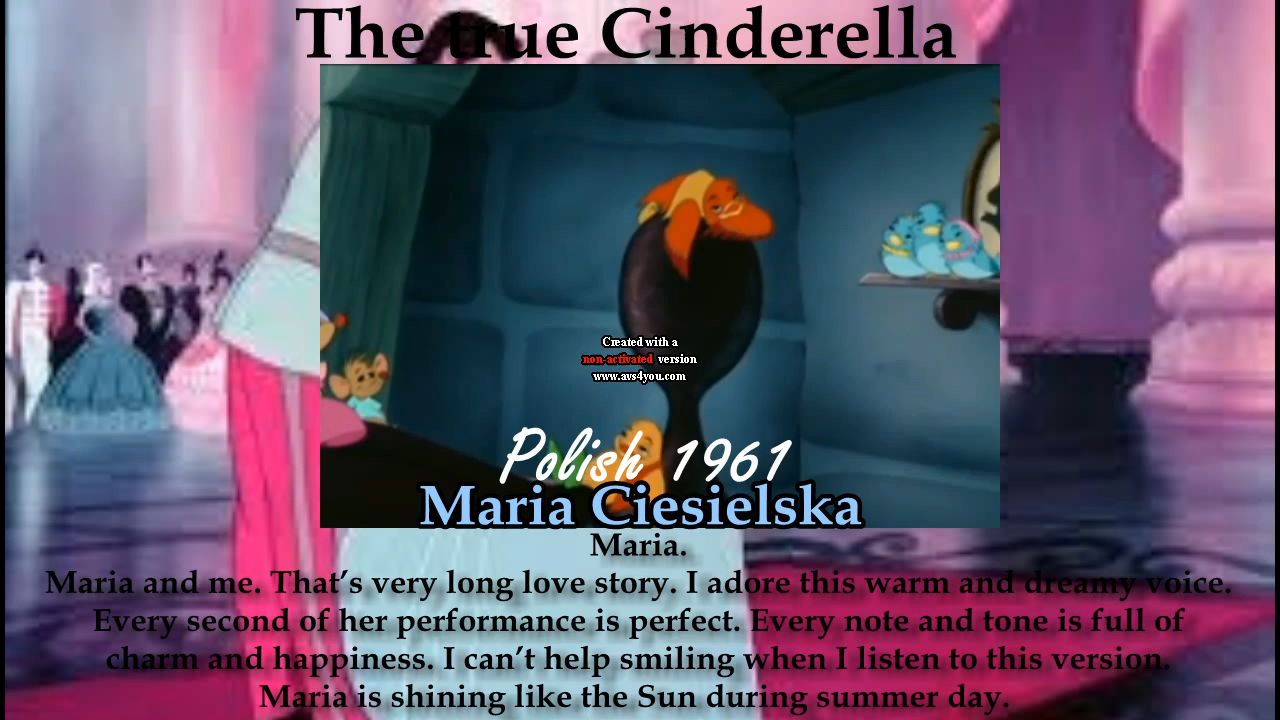 The true Cinderella
Created with a
non-activated version
www.avs4you.com
Polish 1961
Maria Ciesielska
Maria.
Maria and me. That's very long love story. I adore this warm and dreamy voice.
Every second of her performance is perfect. Every note and tone is full of
charm and happiness. I can't help smiling when I listen to this version.
Maria is shining like the Sun during summer day.